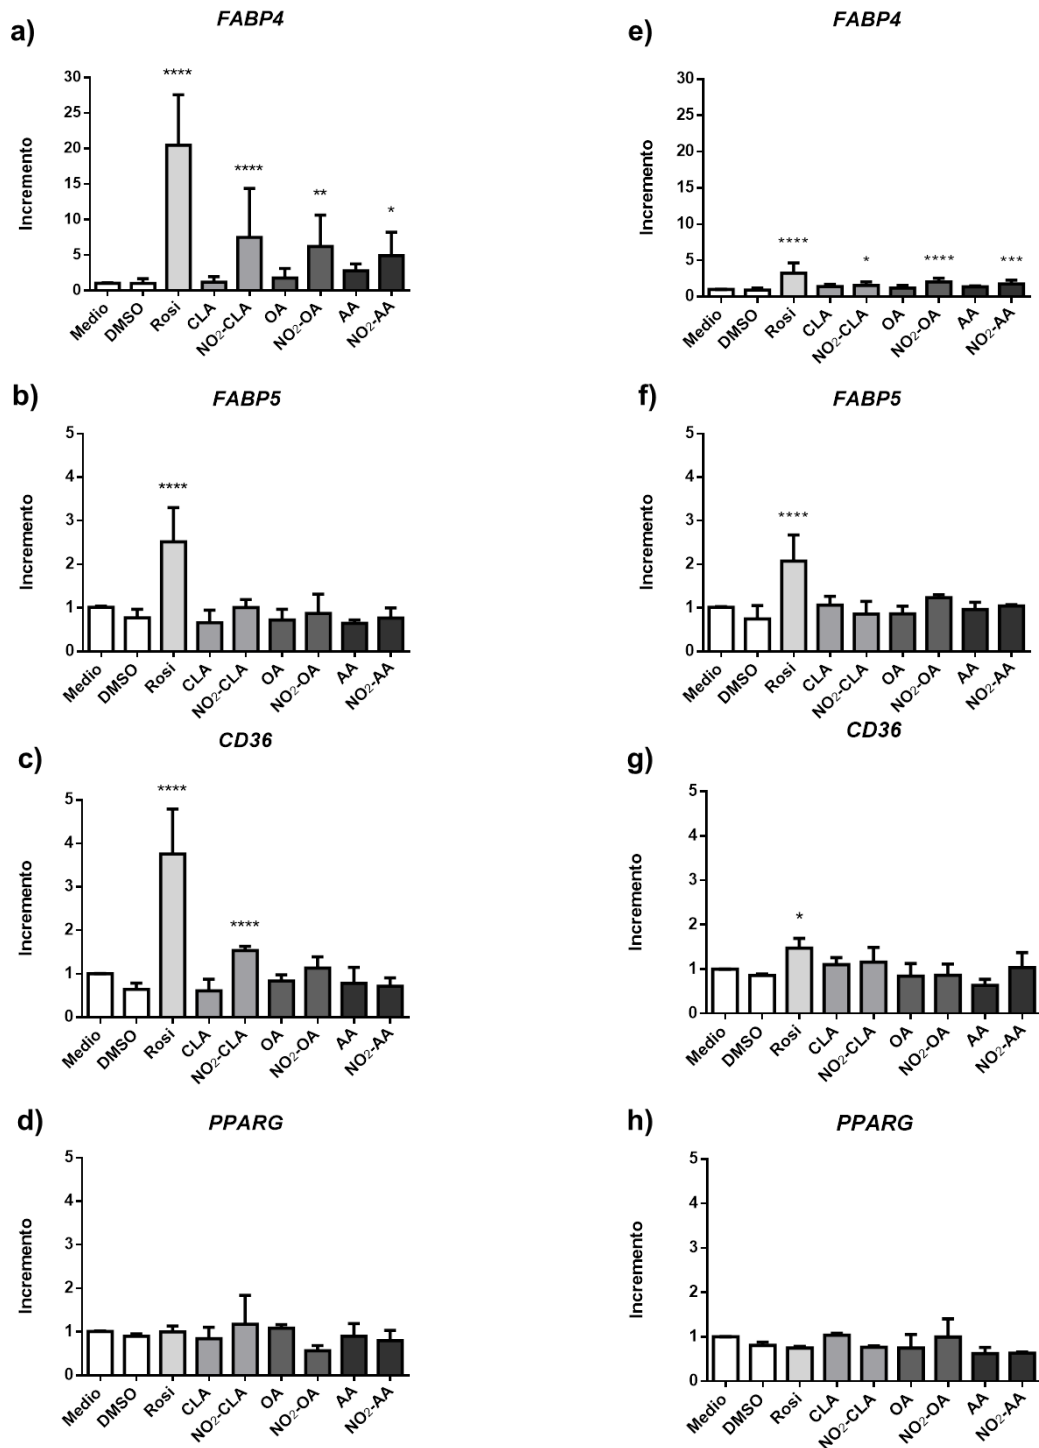 a)
FABP4
Incremento
30
25
20
15
10
5
0
****
****
**
*
Medio
DMSO
Rosi
CLA
NO₂-CLA
OA
NO₂-OA
AA
NO₂-AA
e)
FABP4
Incremento
30
25
20
15
10
5
0
****
*
****
***
Medio
DMSO
Rosi
CLA
NO₂-CLA
OA
NO₂-OA
AA
NO₂-AA
b)
FABP5
Incremento
5
4
3
2
1
0
****
Medio
DMSO
Rosi
CLA
NO₂-CLA
OA
NO₂-OA
AA
NO₂-AA
f)
FABP5
Incremento
5
4
3
2
1
0
****
Medio
DMSO
Rosi
CLA
NO₂-CLA
OA
NO₂-OA
AA
NO₂-AA
c)
CD36
Incremento
5
4
3
2
1
0
****
****
Medio
DMSO
Rosi
CLA
NO₂-CLA
OA
NO₂-OA
AA
NO₂-AA
g)
CD36
Incremento
5
4
3
2
1
0
*
Medio
DMSO
Rosi
CLA
NO₂-CLA
OA
NO₂-OA
AA
NO₂-AA
d)
PPARG
Incremento
5
4
3
2
1
0
Medio
DMSO
Rosi
CLA
NO₂-CLA
OA
NO₂-OA
AA
NO₂-AA
h)
PPARG
Incremento
5
4
3
2
1
0
Medio
DMSO
Rosi
CLA
NO₂-CLA
OA
NO₂-OA
AA
NO₂-AA